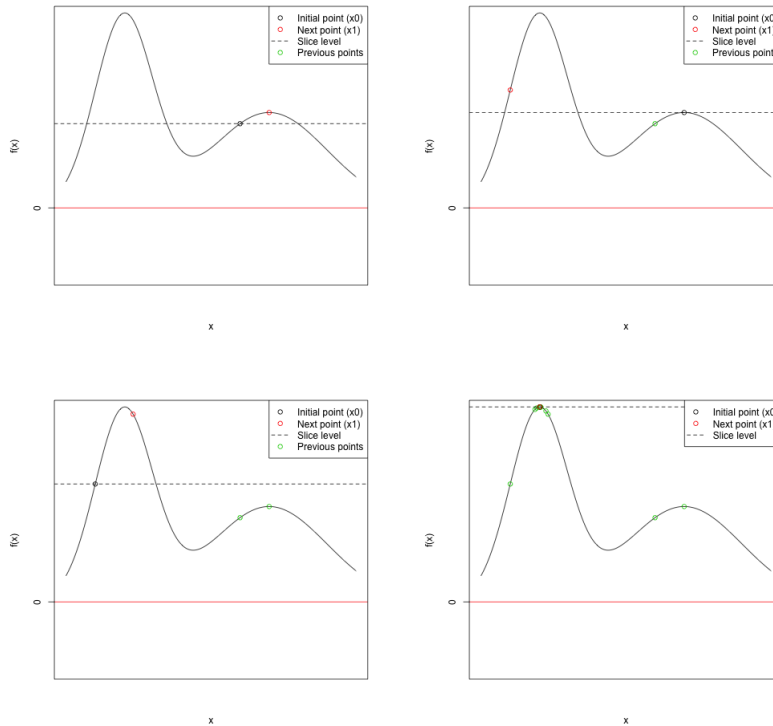 Initial point (x0)
Next point (x1)
Slice level
Previous points
f(x)
0
x
Initial point (x0
Next point (x1)
Slice level
Previous point
f(x)
0
x
Initial point (x0)
Next point (x1)
Slice level
Previous points
f(x)
0
x
Initial point (x0
Next point (x1
Slice level
f(x)
0
x